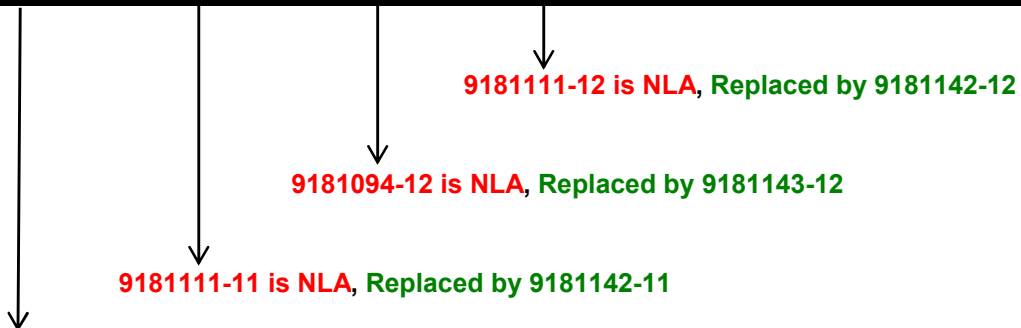 9181111-12 is NLA, Replaced by 9181142-12
9181094-12 is NLA, Replaced by 9181143-12
9181111-11 is NLA, Replaced by 9181142-11